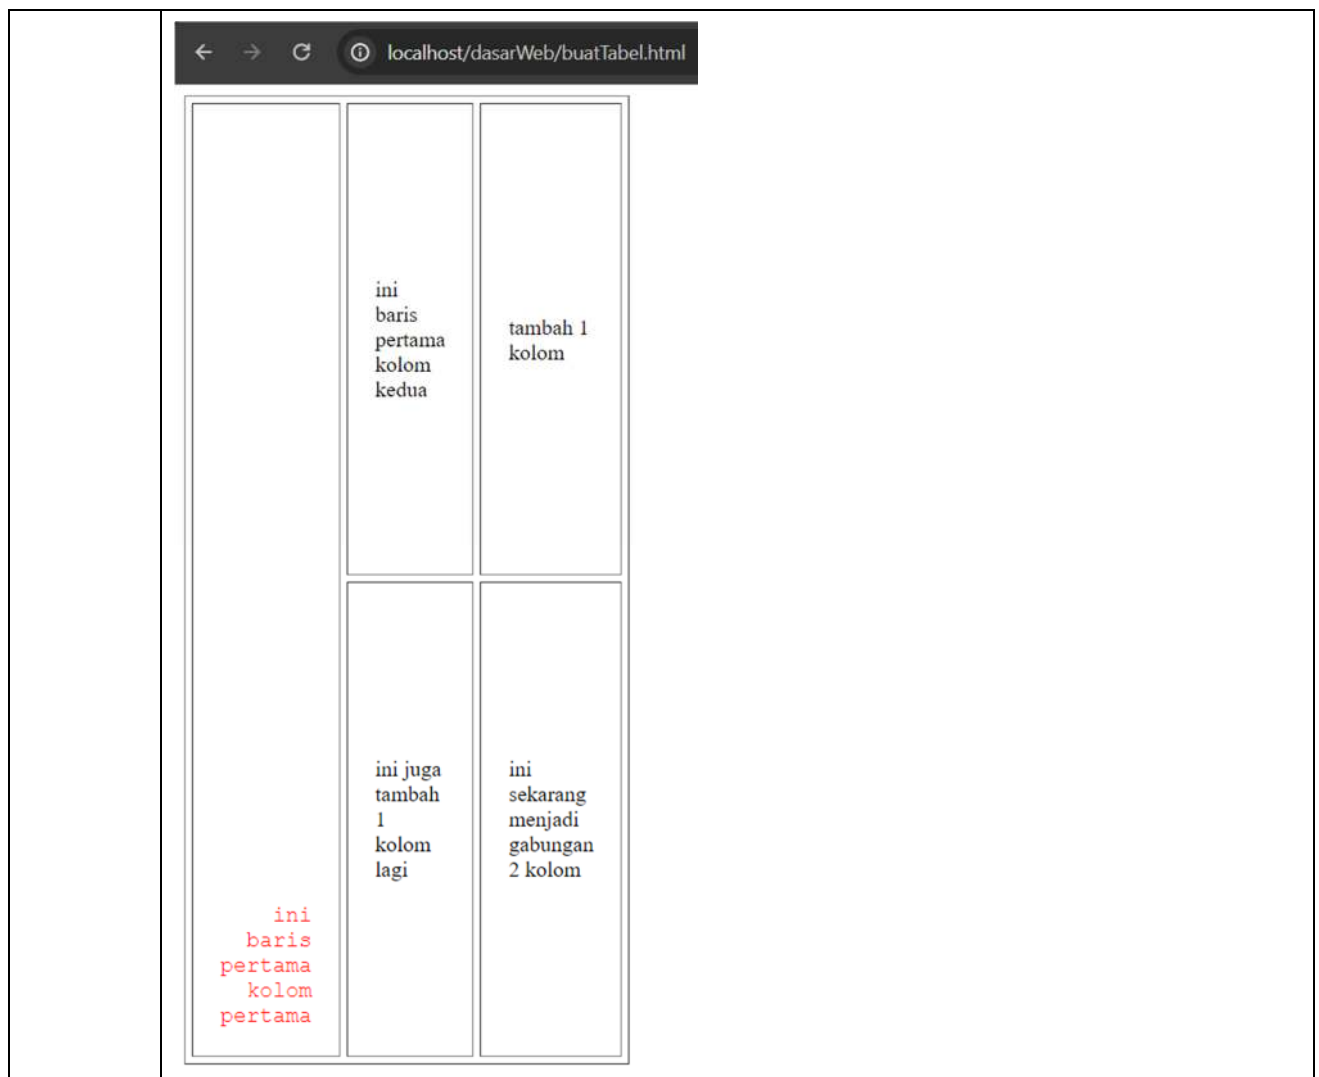 localhost/dasarWeb/buatTabel.html
ini
baris
pertama
kolom
kedua
tambah 1
kolom
ini
baris
pertama
kolom
pertama
ini juga
tambah
1
kolom
lagi
ini
sekarang
menjadi
gabungan
2 kolom